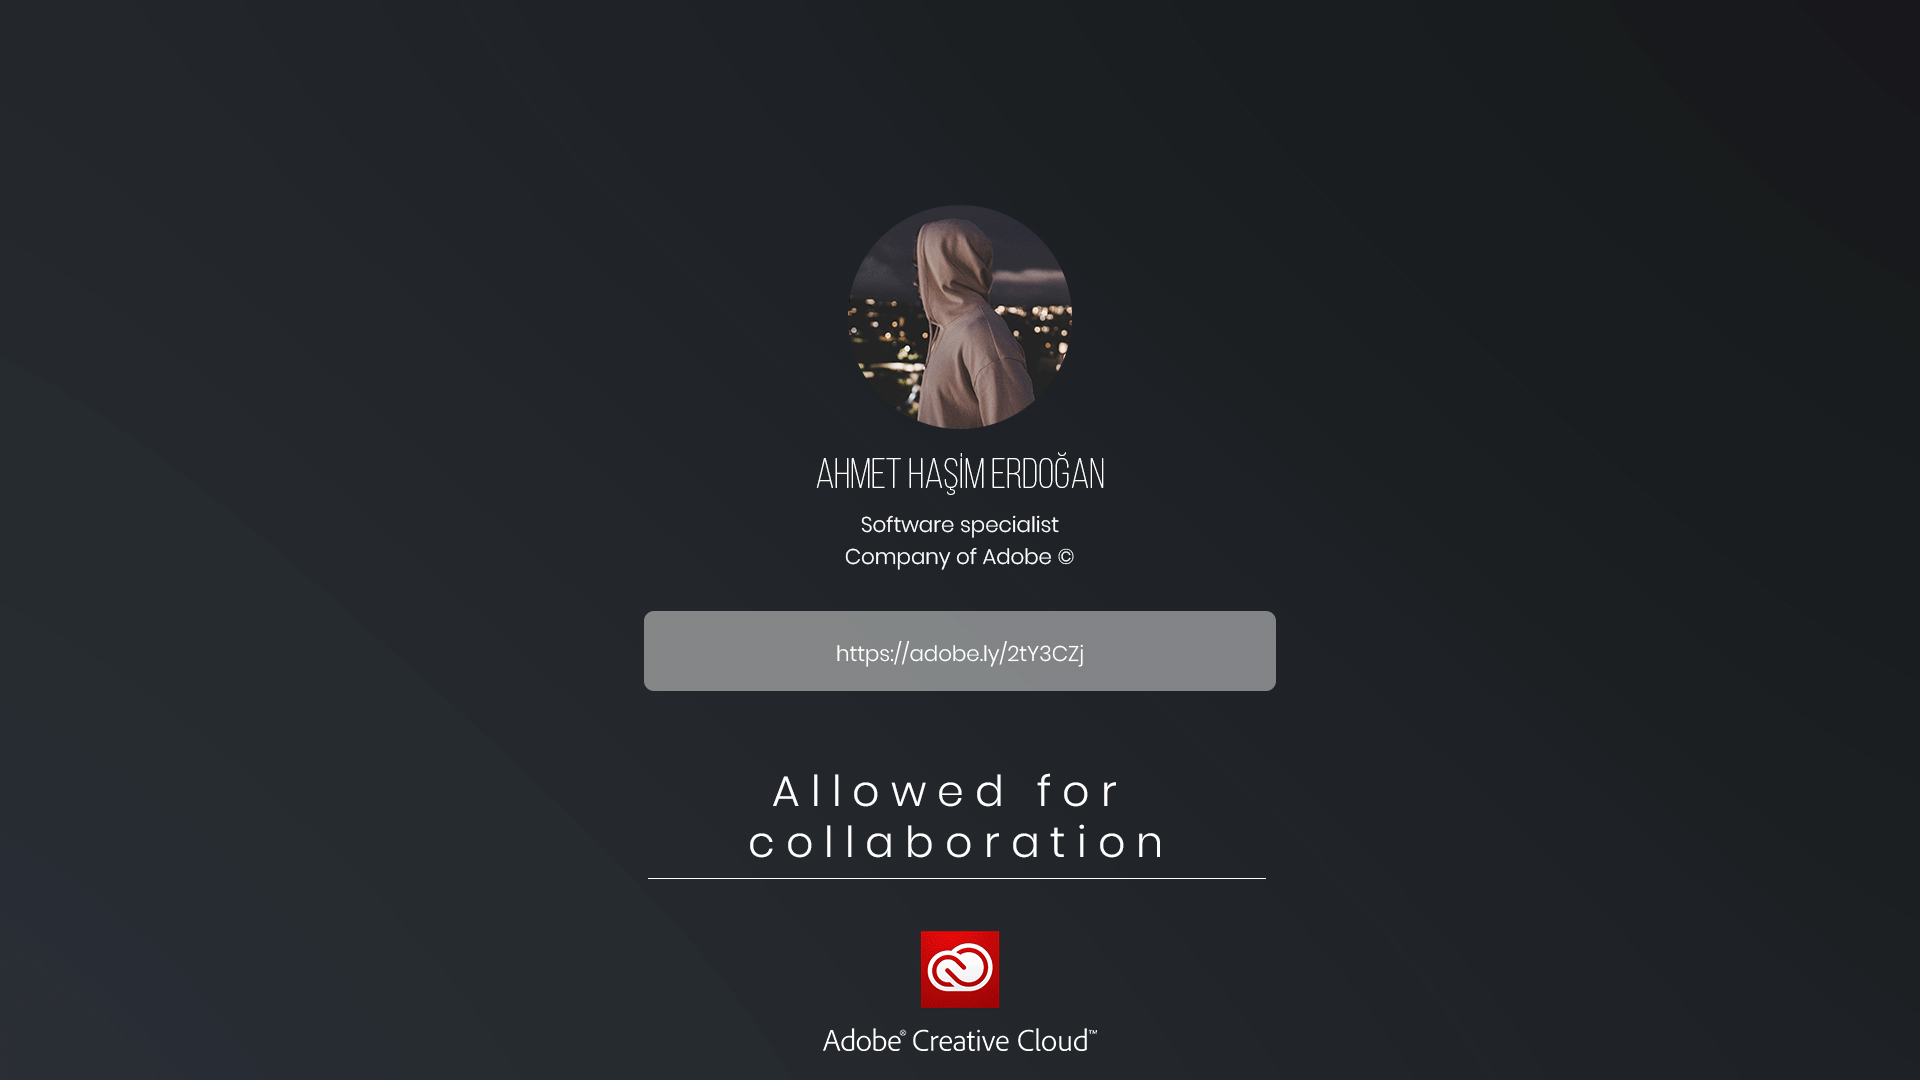 AHMET HAŞİM ERDOĞAN
Software specialist
Company of Adobe ©
https://adobe.ly/2tY3CZj
Allowed for
collaboration
Adobe® Creative Cloud™